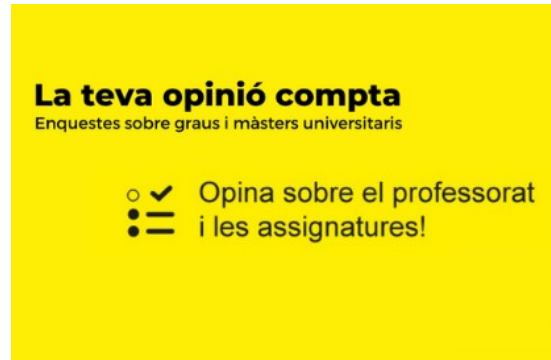 La teva opinió compta
Enquestes sobre graus i màsters universitaris
Opina sobre el professorat
i les assignatures!